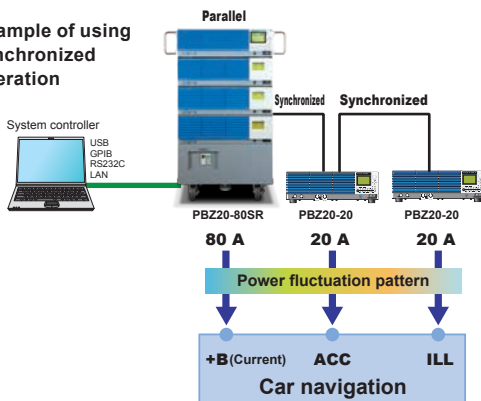 Parallel
ample of using
nchronized
eration
System controller
USB
GPIB
RS232C
LAN
Synchronized
Synchronized
PBZ20-80SR
PBZ20-20
PBZ20-20
80 A
20 A
20 A
Power fluctuation pattern
+B(Current)
ACC
ILL
Car navigation